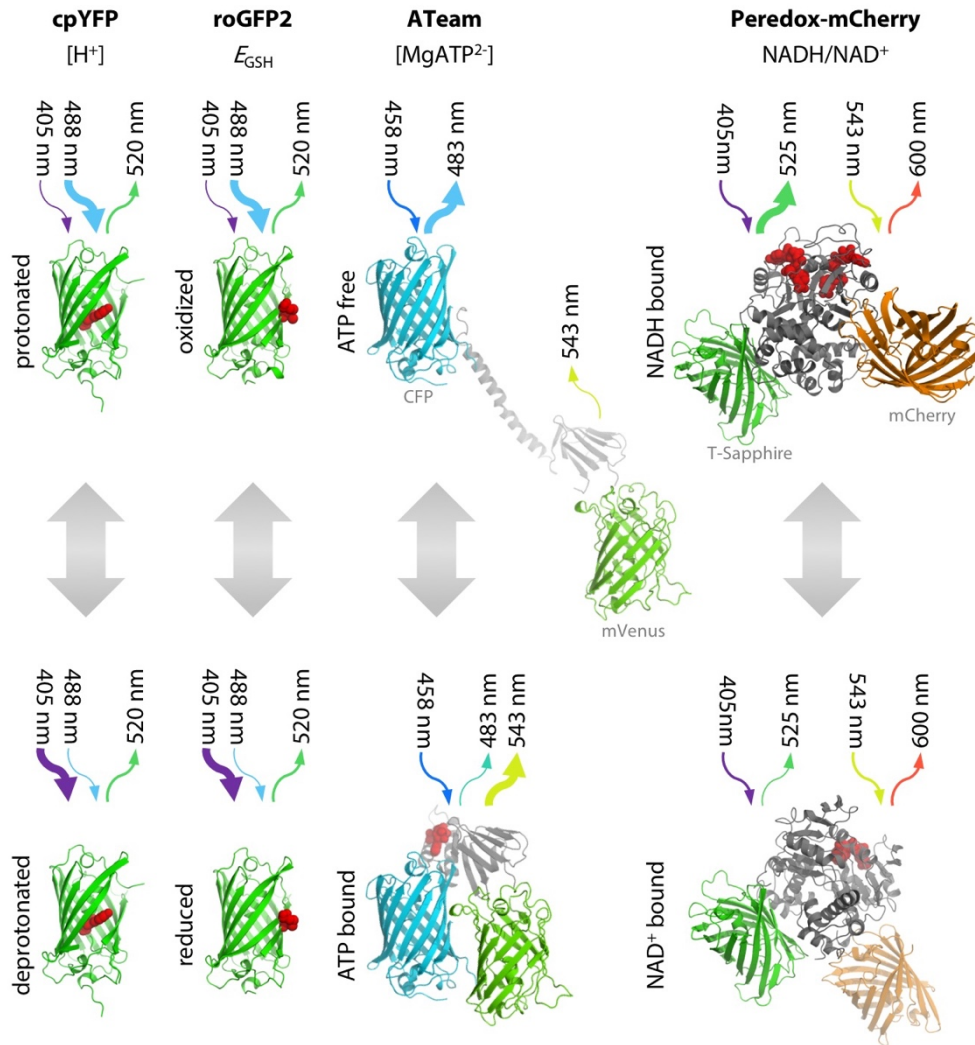 cpYFP
[H⁺]
roGFP2
E_GSH
ATeam
[MgATP²⁻]
Peredox-mCherry
NADH/NAD⁺
405 nm
488 nm
520 nm
405 nm
488 nm
520 nm
854 nm
483 nm
405nm
525 nm
543 nm
600 nm
protonated
oxidized
ATP free
CFP
543 nm
mVenus
NADH bound
T-Sapphire
mCherry
405 nm
488 nm
520 nm
405 nm
488 nm
520 nm
458 nm
483 nm
543 nm
405nm
525 nm
543 nm
600 nm
deprotonated
reduced
ATP bound
NAD⁺ bound